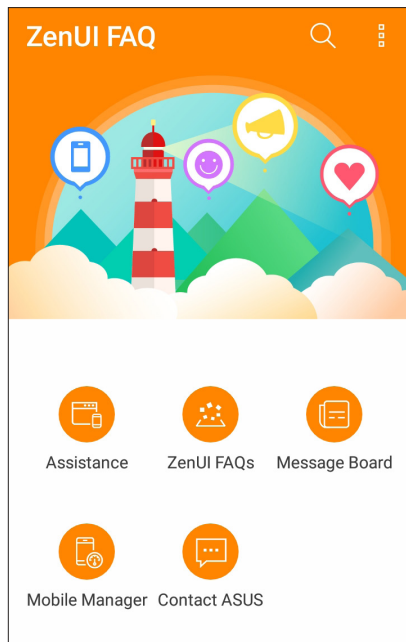 ZenUI FAQ
Assistance ZenUI FAQs Message Board
Mobile Manager Contact ASUS